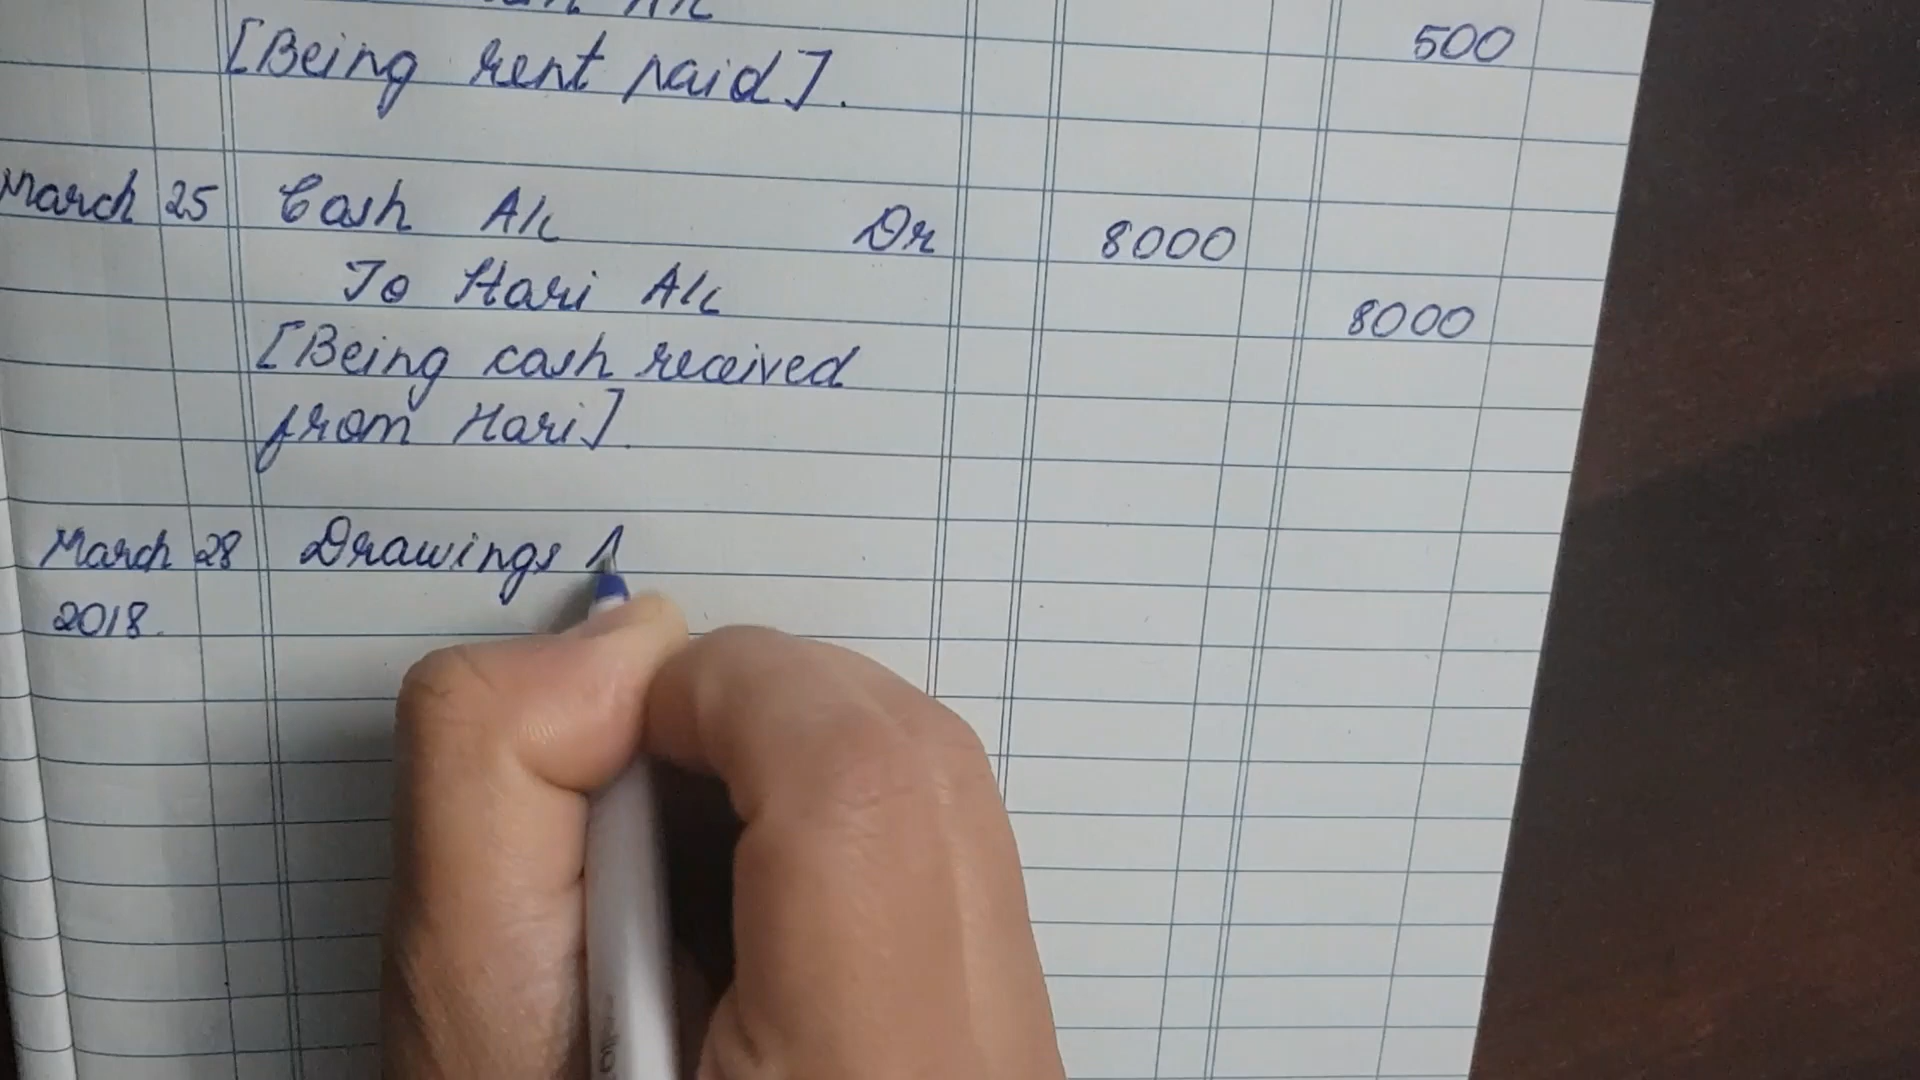 A/c
500
[Being rent paid].
March 25 Cash A/c Dr 8000
To Hari A/c
8000
[Being cash received
from Hari].
March 28 Drawings A
2018.